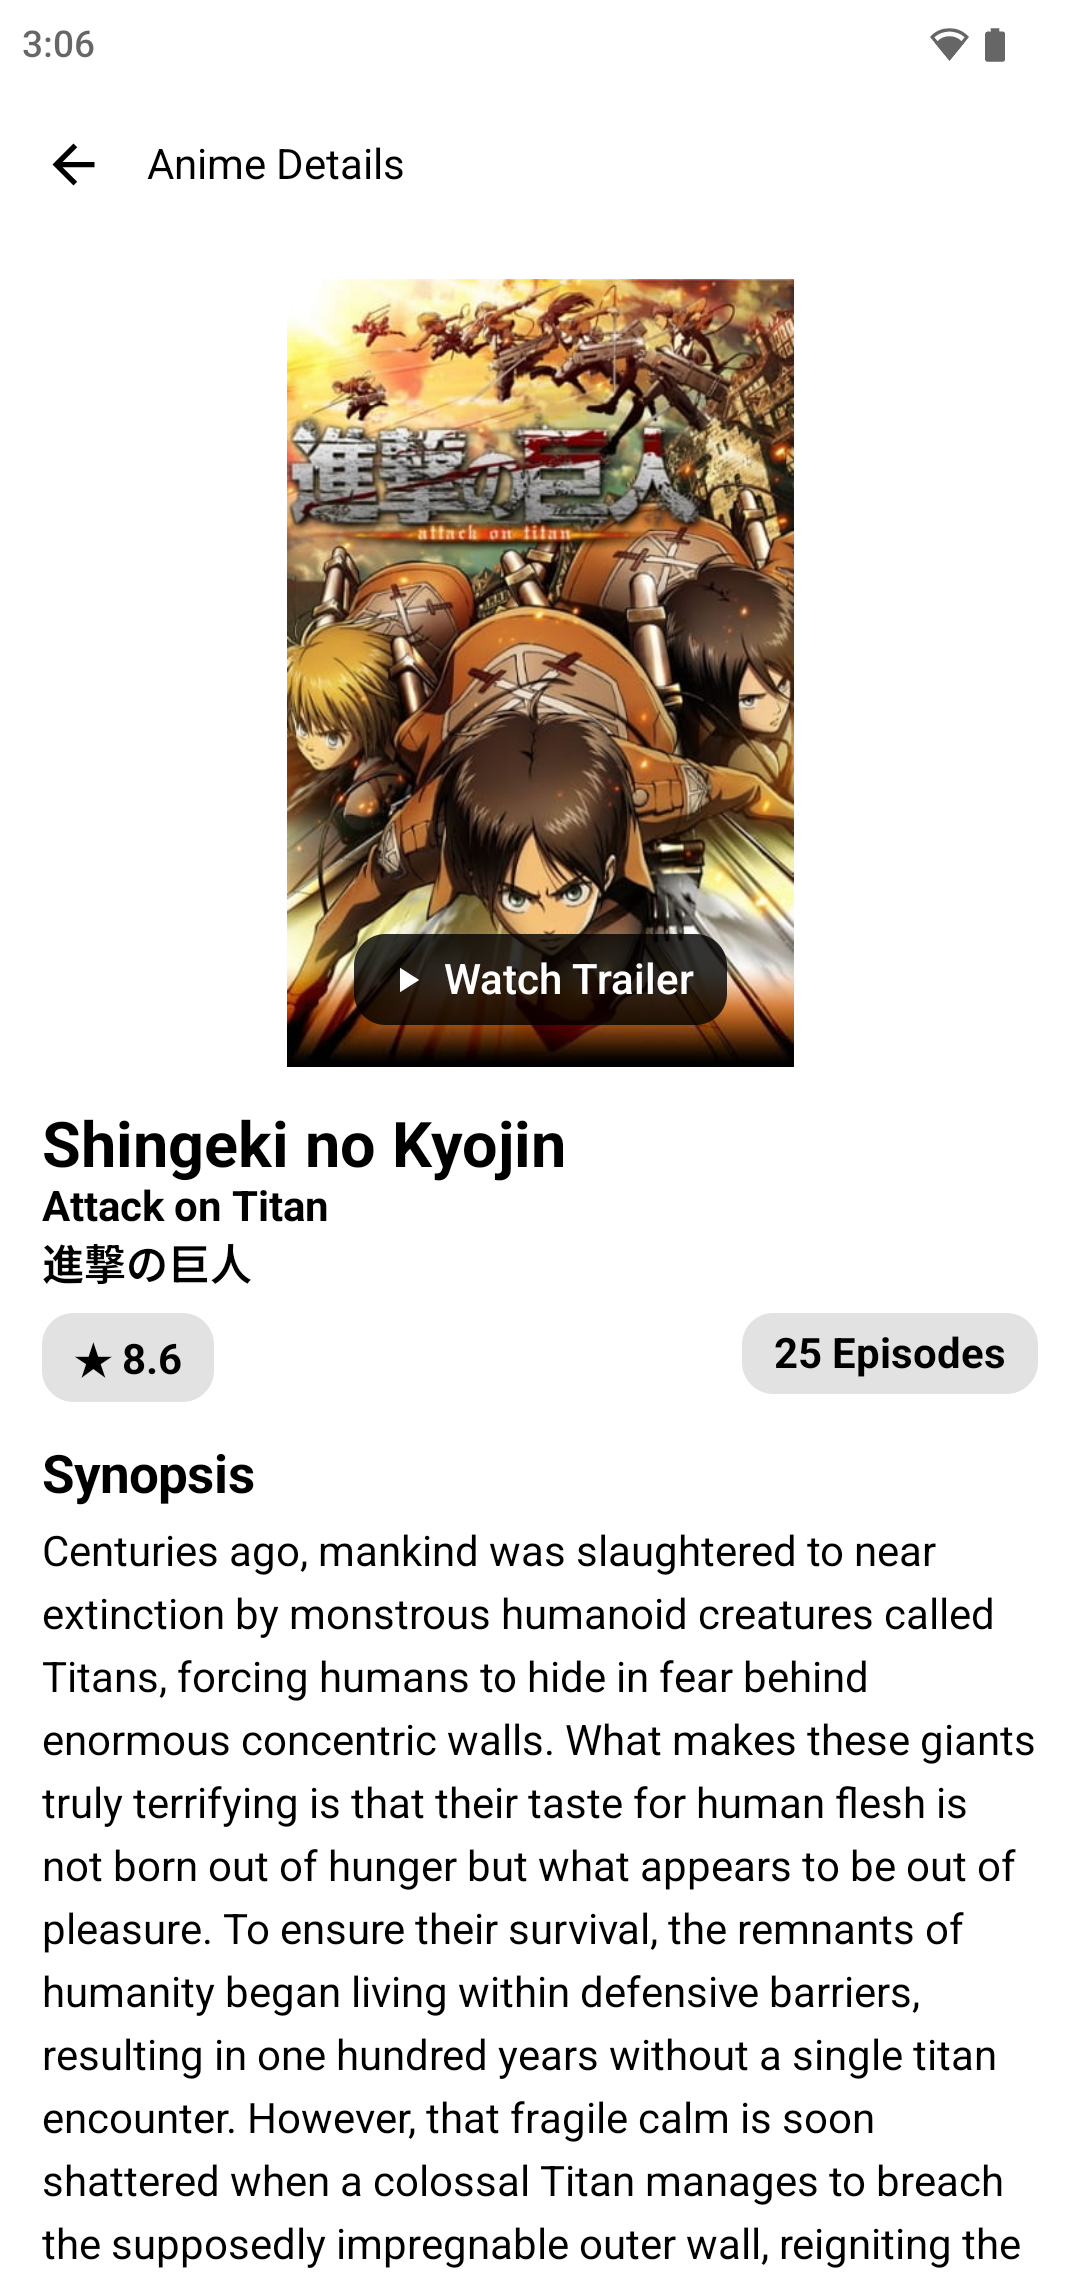 3:06
Anime Details
進撃の巨人
attack on titan
Watch Trailer
Shingeki no Kyojin
Attack on Titan
進撃の巨人
★ 8.6
25 Episodes
Synopsis
Centuries ago, mankind was slaughtered to near
extinction by monstrous humanoid creatures called
Titans, forcing humans to hide in fear behind
enormous concentric walls. What makes these giants
truly terrifying is that their taste for human flesh is
not born out of hunger but what appears to be out of
pleasure. To ensure their survival, the remnants of
humanity began living within defensive barriers,
resulting in one hundred years without a single titan
encounter. However, that fragile calm is soon
shattered when a colossal Titan manages to breach
the supposedly impregnable outer wall, reigniting the